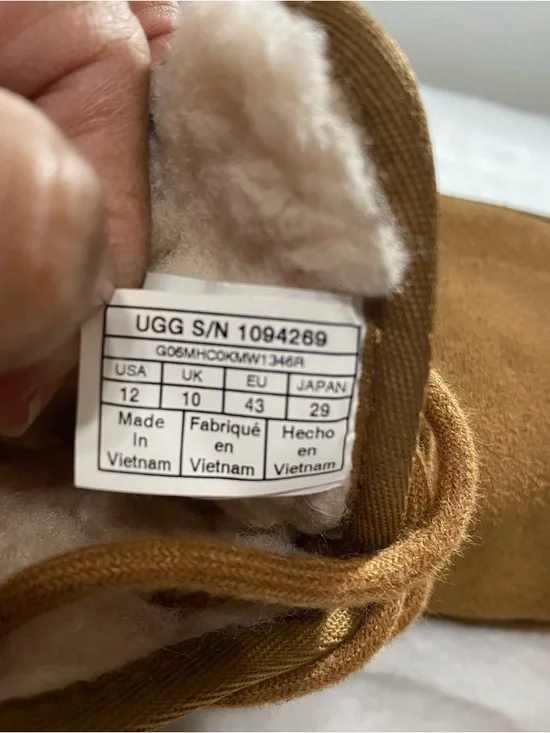 UGG S/N 1094269
G06MHC0KMW1346R
USA UK EU JAPAN
12 10 43 29
Made In Vietnam
Fabriqué en Vietnam
Hecho en Vietnam